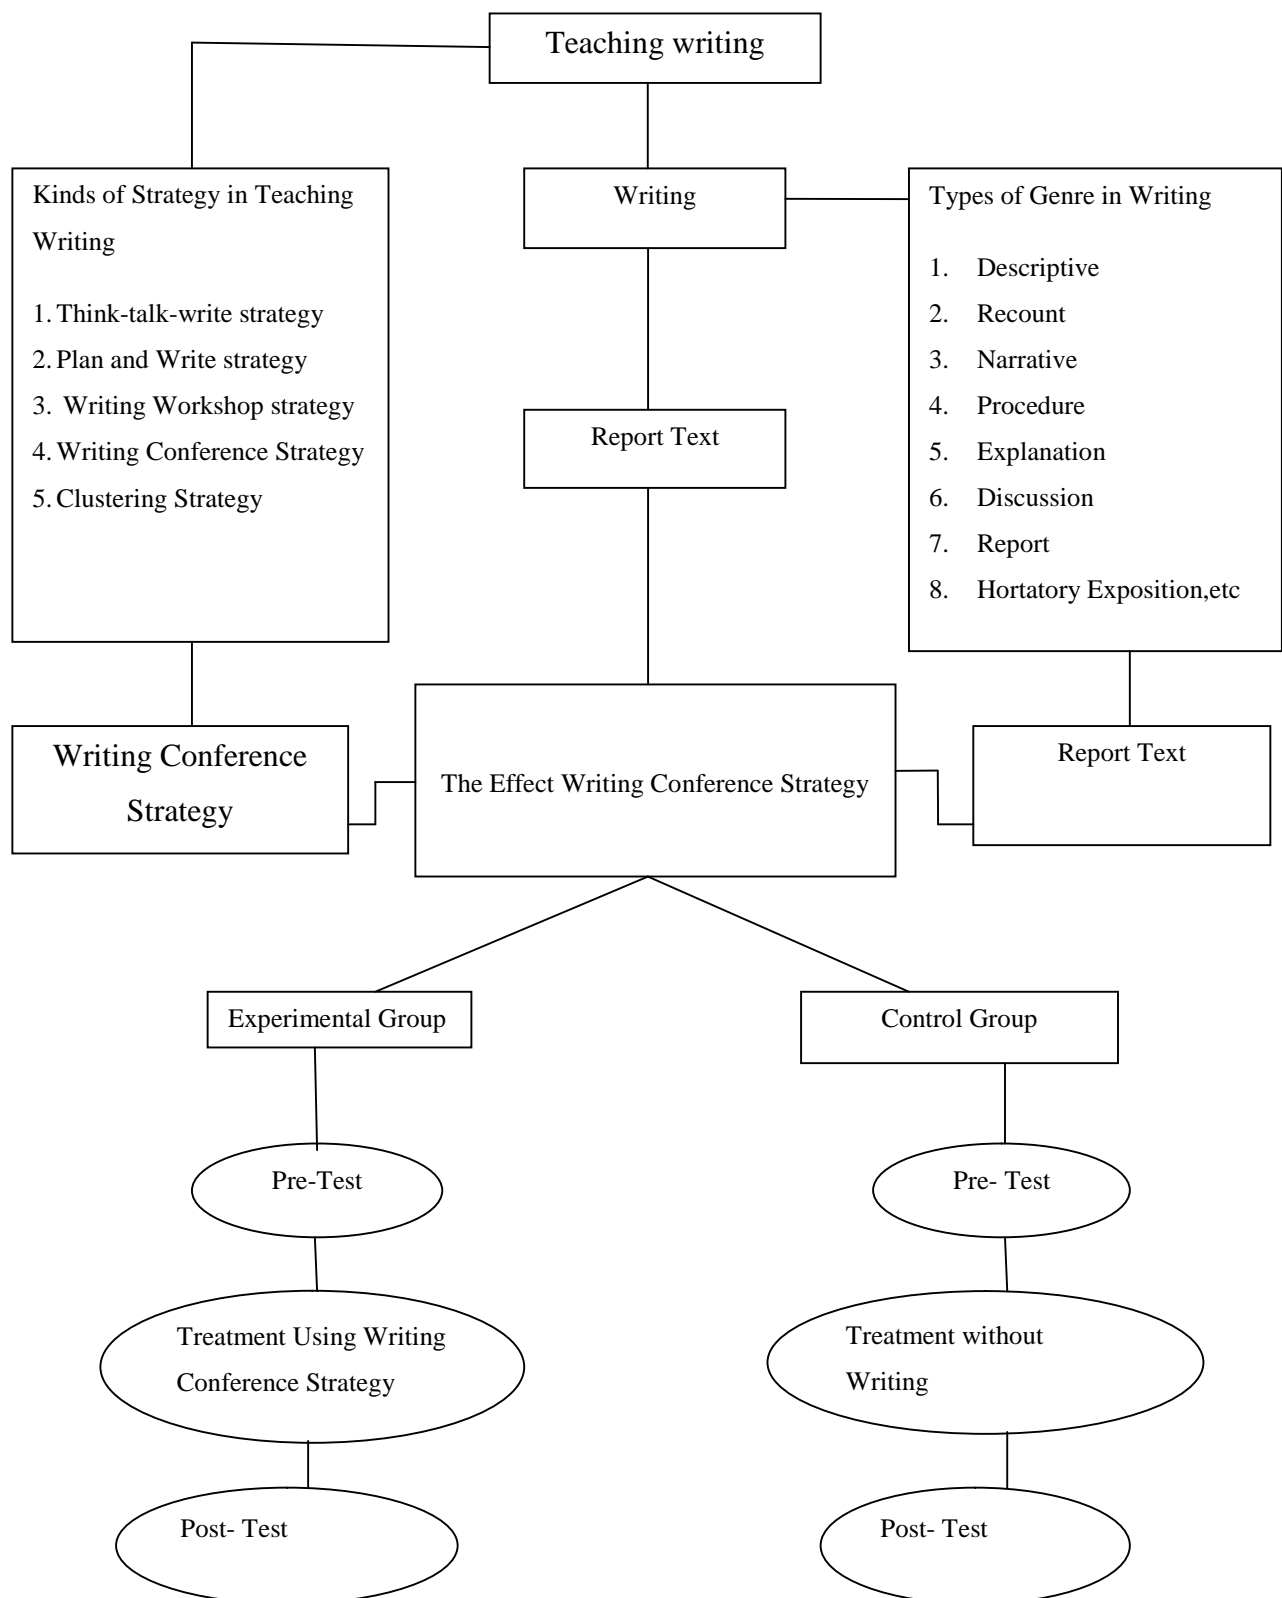 Teaching writing
Kinds of Strategy in Teaching
Writing
1. Think-talk-write strategy
2. Plan and Write strategy
3. Writing Workshop strategy
4. Writing Conference Strategy
5. Clustering Strategy
Writing
Types of Genre in Writing
1. Descriptive
2. Recount
3. Narrative
4. Procedure
5. Explanation
6. Discussion
7. Report
8. Hortatory Exposition,etc
Report Text
Writing Conference
Strategy
The Effect Writing Conference Strategy
Report Text
Experimental Group
Control Group
Pre-Test
Pre- Test
Treatment Using Writing
Conference Strategy
Treatment without
Writing
Post- Test
Post- Test